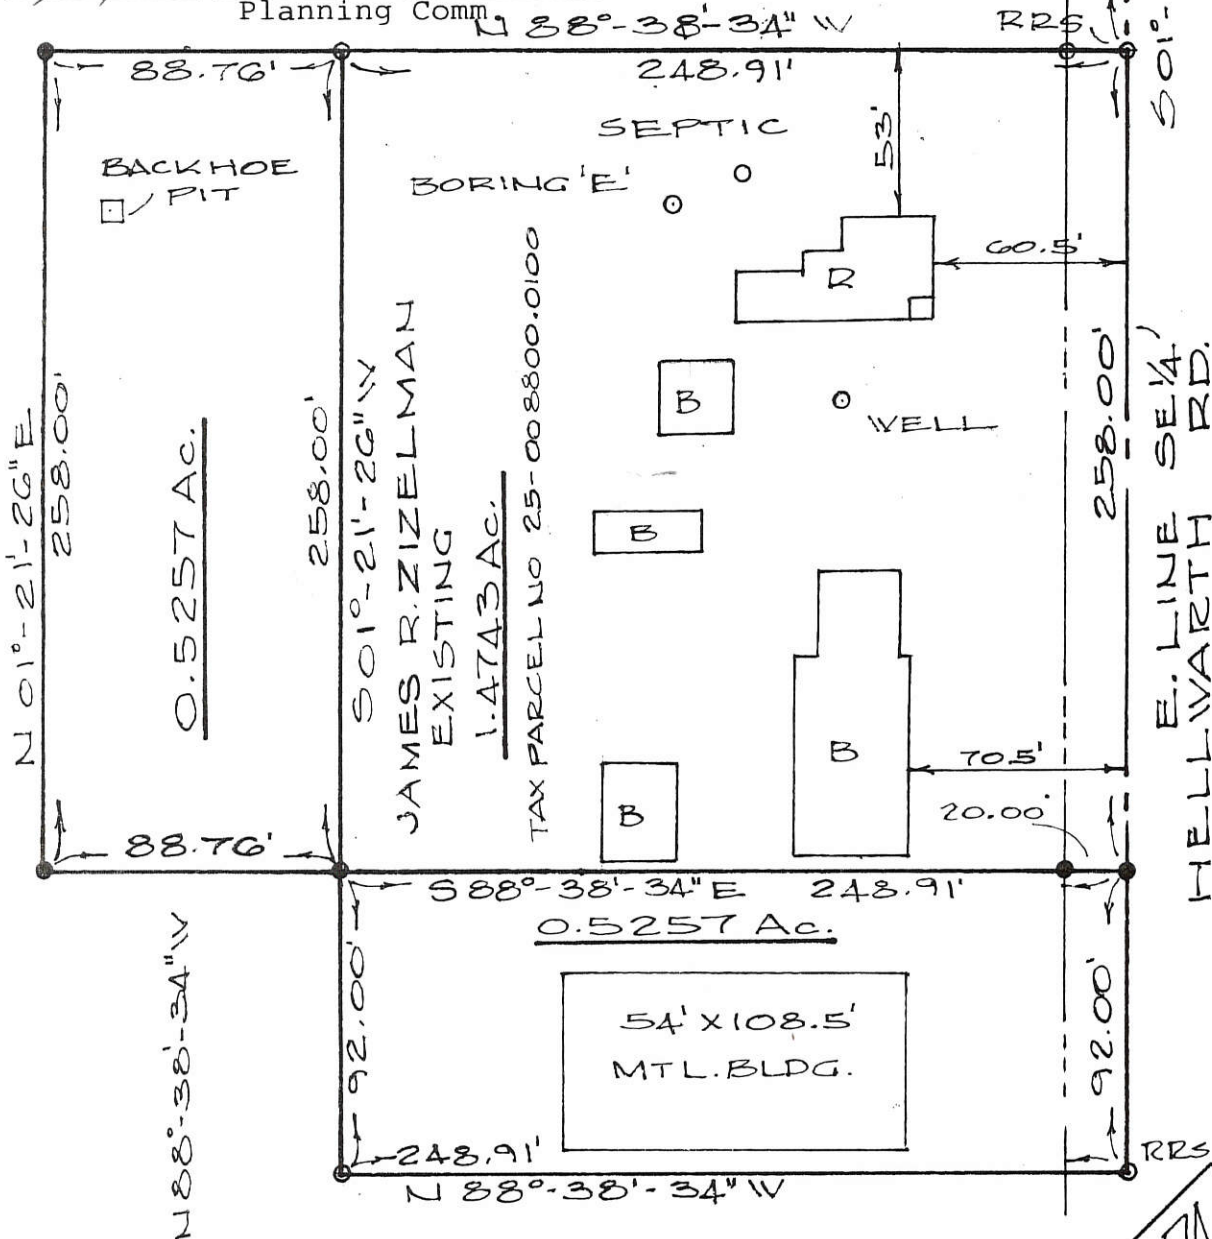 Planning Comm.
N 88°-38'-34" W
RRS
88.76'
248.91'
S 01°-
SEPTIC
53'
BACKHOE
PIT
BORING 'E'
60.5'
R
N 01°-21'-26" E
258.00'
0.5257 Ac.
258.00'
S 01°-21'-26" W
JAMES R. ZIZELMAN
EXISTING
1.4743 Ac.
TAX PARCEL NO 25-008800.0100
B
WELL
B
258.00'
E. LINE SE 1/4
HELLWARTH RD.
B
B
70.5'
20.00'
88.76'
S 88°-38'-34" E
248.91'
0.5257 Ac.
N 88°-38'-34" W
92.00'
54' X 108.5'
MTL. BLDG.
92.00'
248.91'
N 88°-38'-34" W
RRS